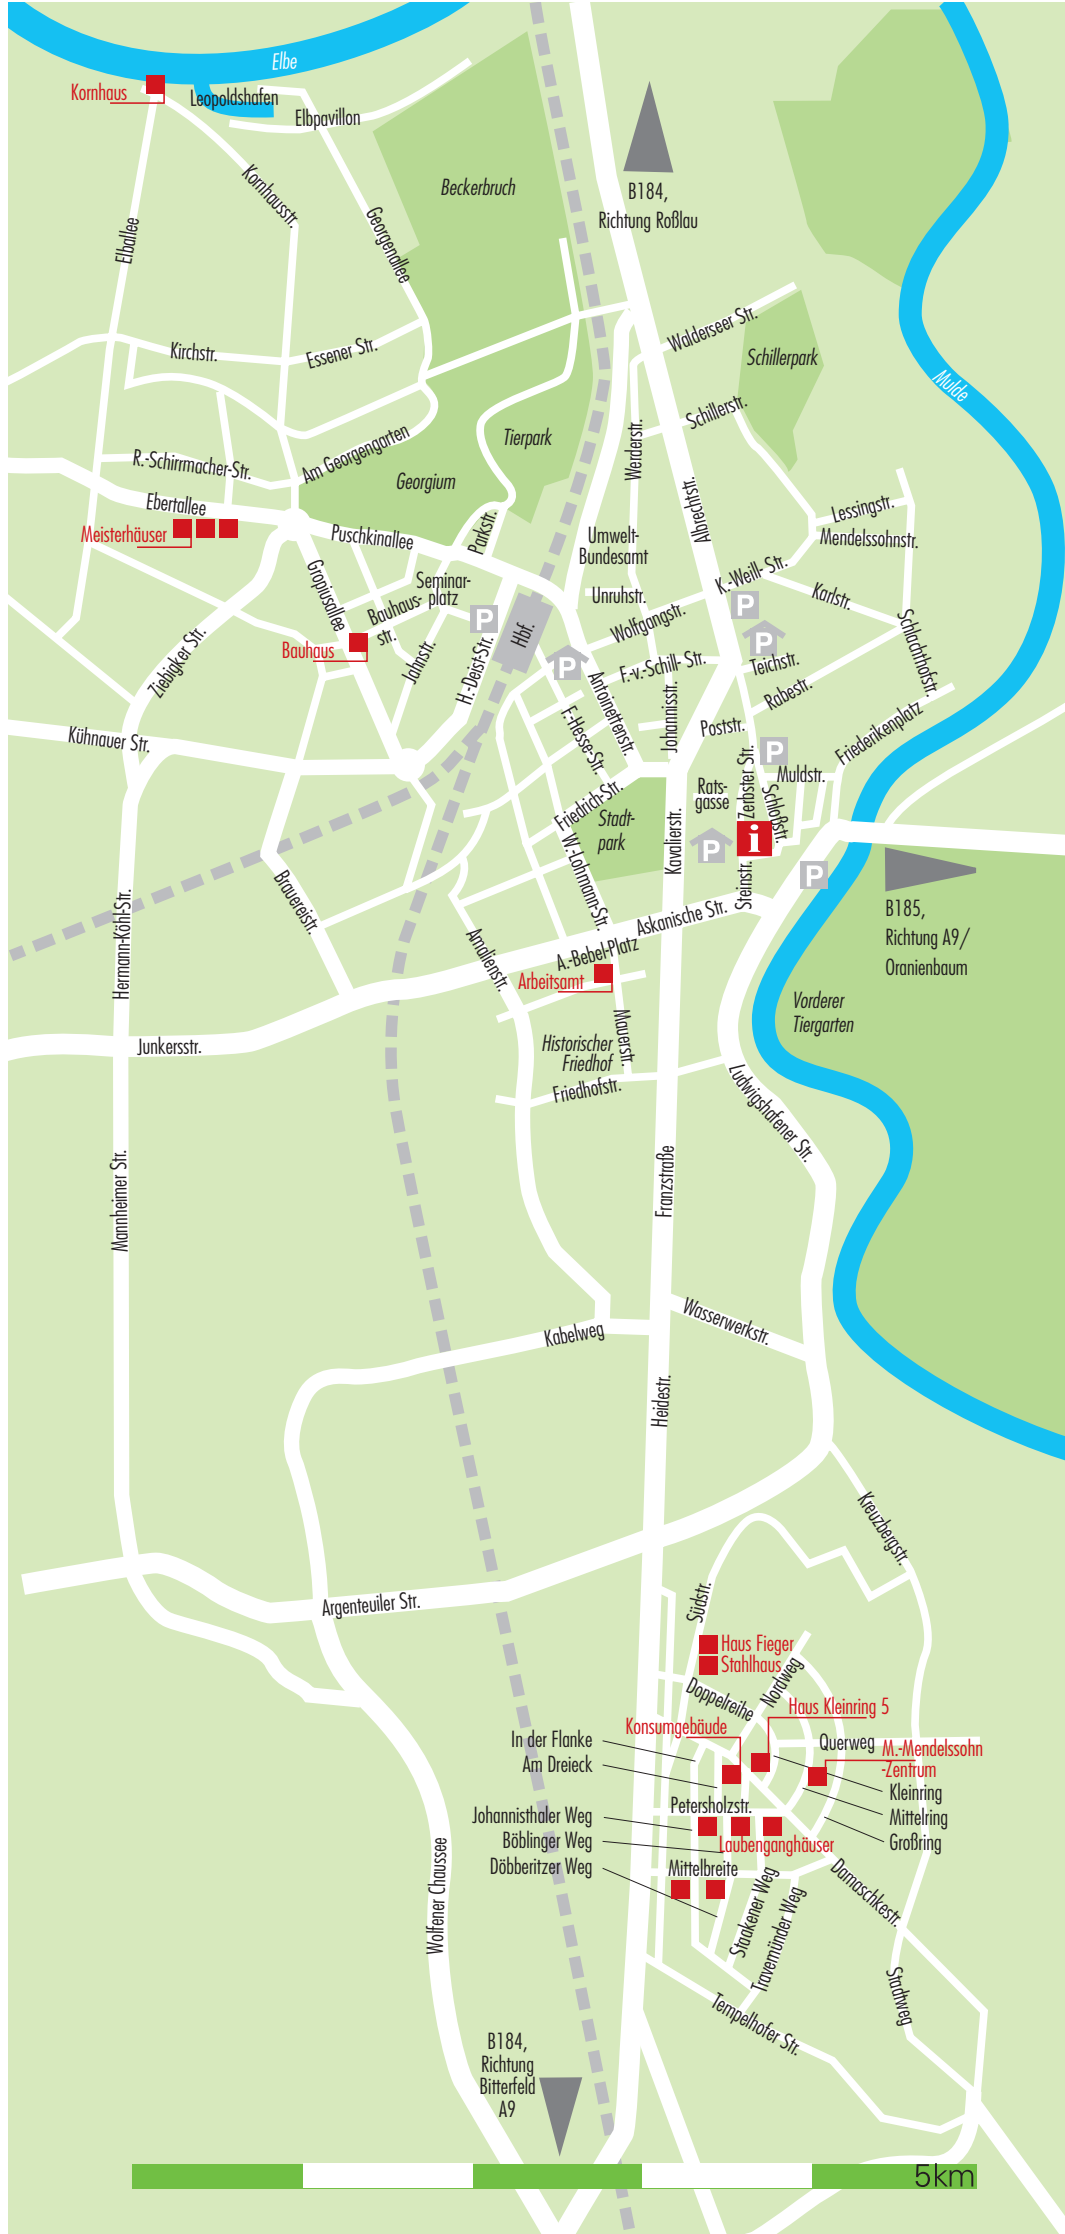 Elbe
Kornhaus
Leopoldshafen
Elbpavillon
Beckerbruch
B184,
Richtung Roßlau
Kornhausstr.
Georgenallee
Elballee
Kirchstr.
Essener Str.
Walderseer Str.
Schillerpark
Mulde
Schillerstr.
Werderstr.
Tierpark
Am Georgengarten
R.-Schirrmacher-Str.
Georgium
Ebertallee
Meisterhäuser
Puschkinallee
Parkstr.
Albrechtstr.
Lessingstr.
Mendelssohnstr.
Umwelt-
Bundesamt
Gropiusallee
Seminar-
platz
Bauhaus-
str.
Unruhstr.
K.-Weill-Str.
Karlstr.
P
P
P
P
Hbf.
Wolfgangstr.
Schlachthofstr.
Bauhaus
Ziebigker Str.
Jahnstr.
H.-Deist-Str.
F.-v.-Schill-Str.
Teichstr.
Rabestr.
Antoinettenstr.
Johannisstr.
Poststr.
F.-Hesse-Str.
Friederikenplatz
Kühnauer Str.
Zerbster Str.
P
Muldstr.
Rats-
gasse
Schloßstr.
Friedrich-Str.
Stadt-
park
Kavalierstr.
P
i
P
Steinstr.
W.-Lohmann-Str.
Brauereistr.
Hermann-Köhl-Str.
Askanische Str.
B185,
Richtung A9/
Oranienbaum
Amalienstr.
A.-Bebel-Platz
Arbeitsamt
Vorderer
Tiergarten
Junkersstr.
Historischer
Friedhof
Mauerstr.
Friedhofstr.
Ludwigshafener Str.
Mannheimer Str.
Franzstraße
Kabelweg
Wasserwerkstr.
Heidestr.
Kreuzbergstr.
Argenteuiler Str.
Südstr.
Haus Fieger
Stahlhaus
Nordweg
Doppelreihe
Haus Kleinring 5
Konsumgebäude
In der Flanke
Am Dreieck
Querweg
M.-Mendelssohn
-Zentrum
Kleinring
Mittelring
Großring
Petersholzstr.
Johannisthaler Weg
Böblinger Weg
Döbberitzer Weg
Laubenganghäuser
Mittelbreite
Damaschkestr.
Staakener Weg
Travemünder Weg
Wolfener Chaussee
Stadtweg
Tempelhofer Str.
B184,
Richtung
Bitterfeld
A9
5km